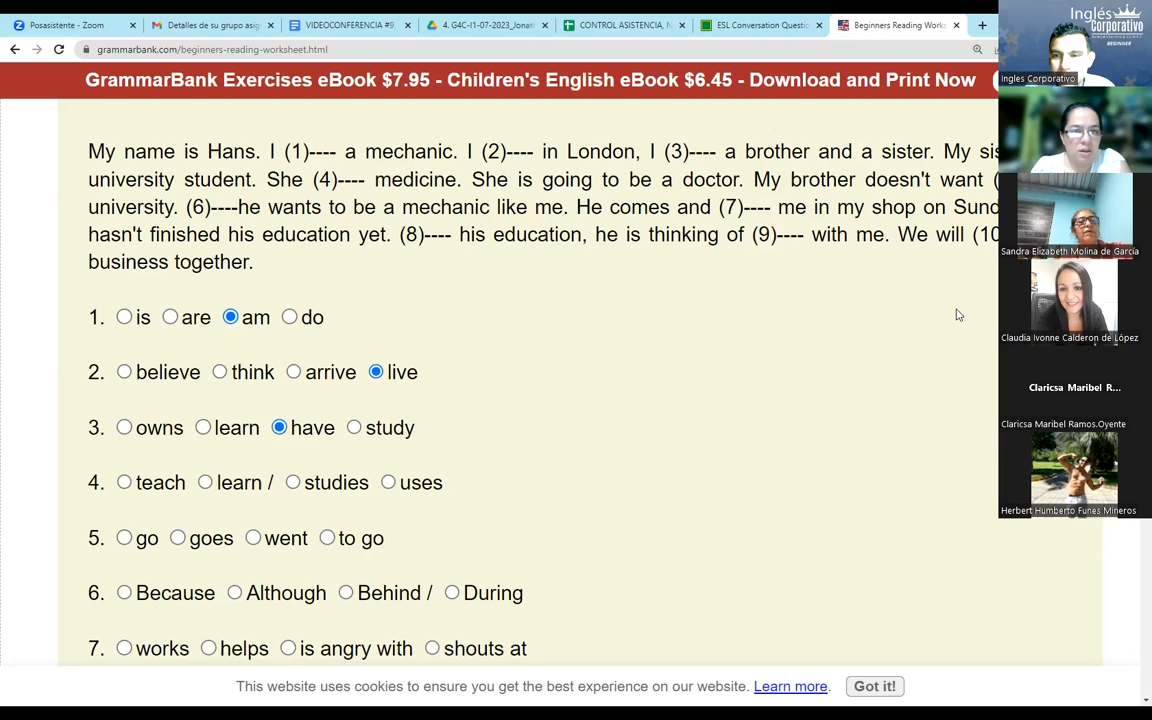 Posasistente - Zoom
Detalles de su grupo asig
VIDEOCONFERENCIA #9,
4. G4C-I1-07-2023_Jonat
CONTROL ASISTENCIA, N
ESL Conversation Questi
Beginners Reading Works
grammarbank.com/beginners-reading-worksheet.html
GrammarBank Exercises eBook $7.95 - Children's English eBook $6.45 - Download and Print Now
My name is Hans. I (1)---- a mechanic. I (2)---- in London, I (3)---- a brother and a sister. My sis
university student. She (4)---- medicine. She is going to be a doctor. My brother doesn't want (
university. (6)----he wants to be a mechanic like me. He comes and (7)---- me in my shop on Sund
hasn't finished his education yet. (8)---- his education, he is thinking of (9)---- with me. We will (10
business together.
1. is are am do
2. believe think arrive live
3. owns learn have study
4. teach learn / studies uses
5. go goes went to go
6. Because Although Behind / During
7. works helps is angry with shouts at
This website uses cookies to ensure you get the best experience on our website. Learn more. Got it!
Inglés
Corporativo
BEGINNER
Ingles Corporativo
Sandra Elizabeth Molina de García
Claudia Ivonne Calderon de López
Claricsa Maribel R...
Claricsa Maribel Ramos.Oyente
Herbert Humberto Funes Mineros